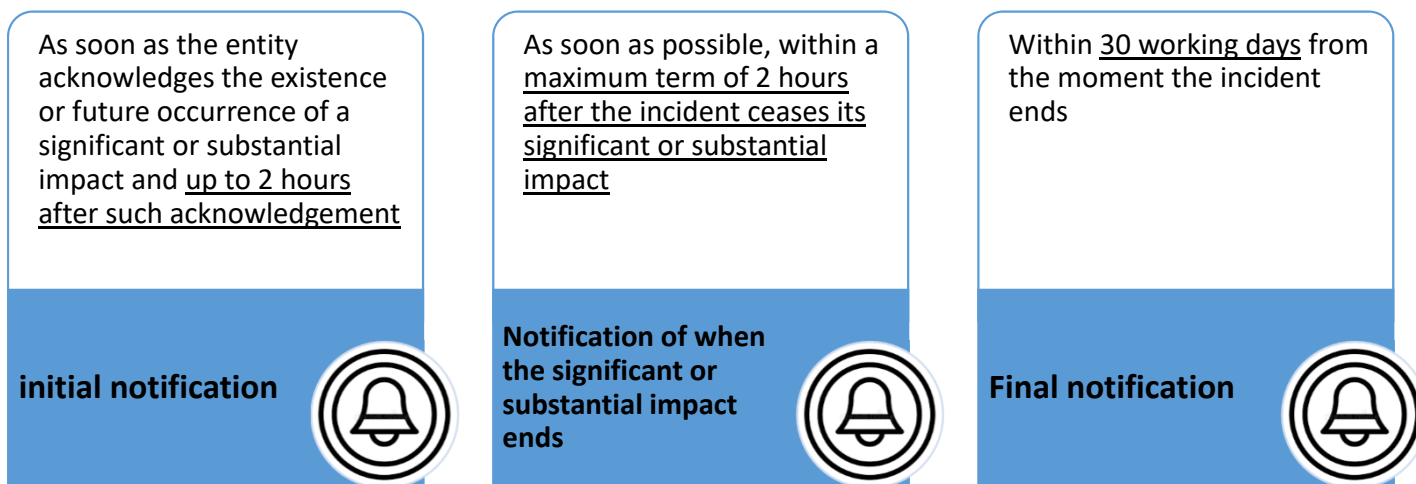 As soon as the entity
acknowledges the existence
or future occurrence of a
significant or substantial
impact and up to 2 hours
after such acknowledgement
initial notification
As soon as possible, within a
maximum term of 2 hours
after the incident ceases its
significant or substantial
impact
Notification of when
the significant or
substantial impact
ends
Within 30 working days from
the moment the incident
ends
Final notification